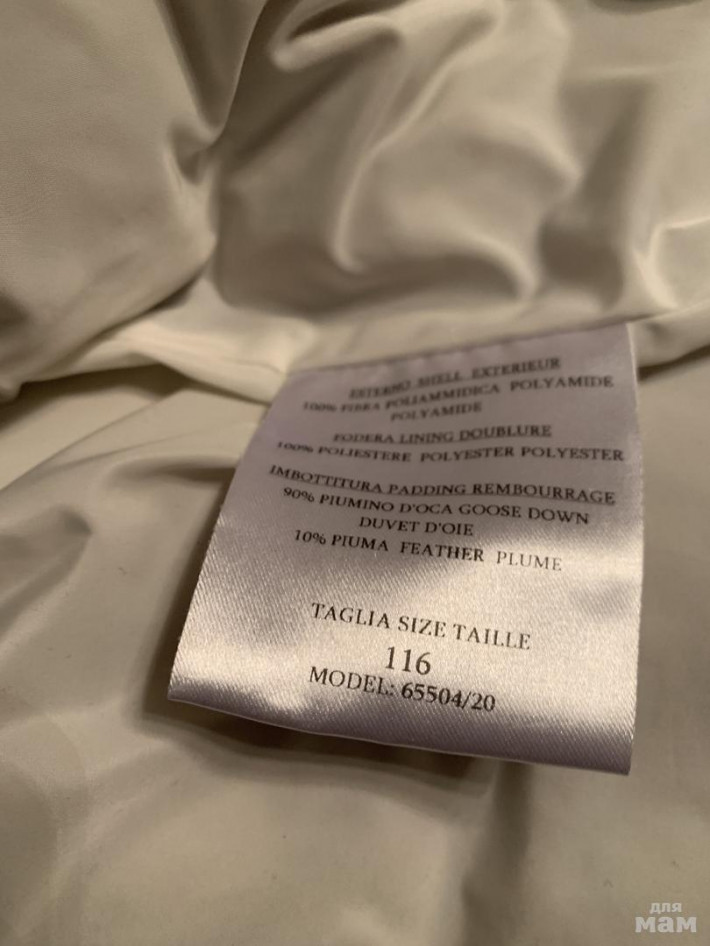 ESTERNO SHELL EXTERIEUR
100% FIBRA POLIAMMIDICA POLYAMIDE
POLYAMIDE
FODERA LINING DOUBLURE
100% POLIESTERE POLYESTER POLYESTER
IMBOTTITURA PADDING REMBOURRAGE
90% PIUMINO D'OCA GOOSE DOWN
DUVET D'OIE
10% PIUMA FEATHER PLUME
TAGLIA SIZE TAILLE
116
MODEL: 65504/20
для
мам